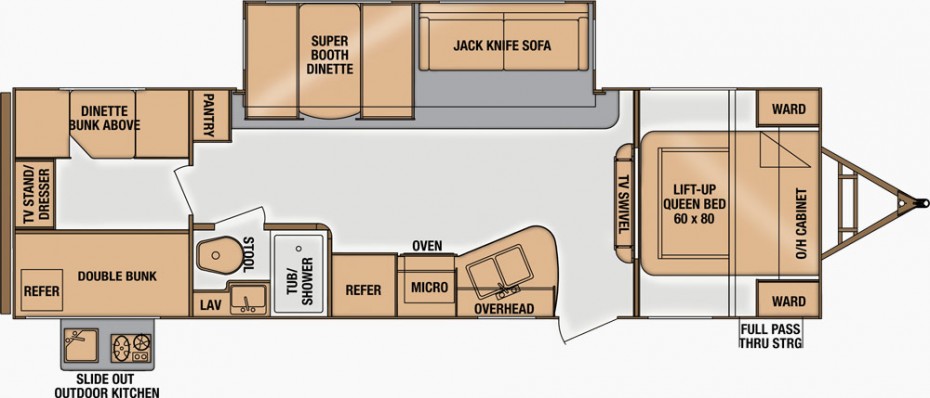 SUPER
BOOTH
DINETTE
JACK KNIFE SOFA
DINETTE
BUNK ABOVE
PANTRY
WARD
TV STAND/
DRESSER
TV SWIVEL
LIFT-UP
QUEEN BED
60 x 80
O/H CABINET
DOUBLE BUNK
REFER
STOOL
LAV
TUB/
SHOWER
OVEN
REFER
MICRO
OVERHEAD
WARD
FULL PASS
THRU STRG
SLIDE OUT
OUTDOOR KITCHEN